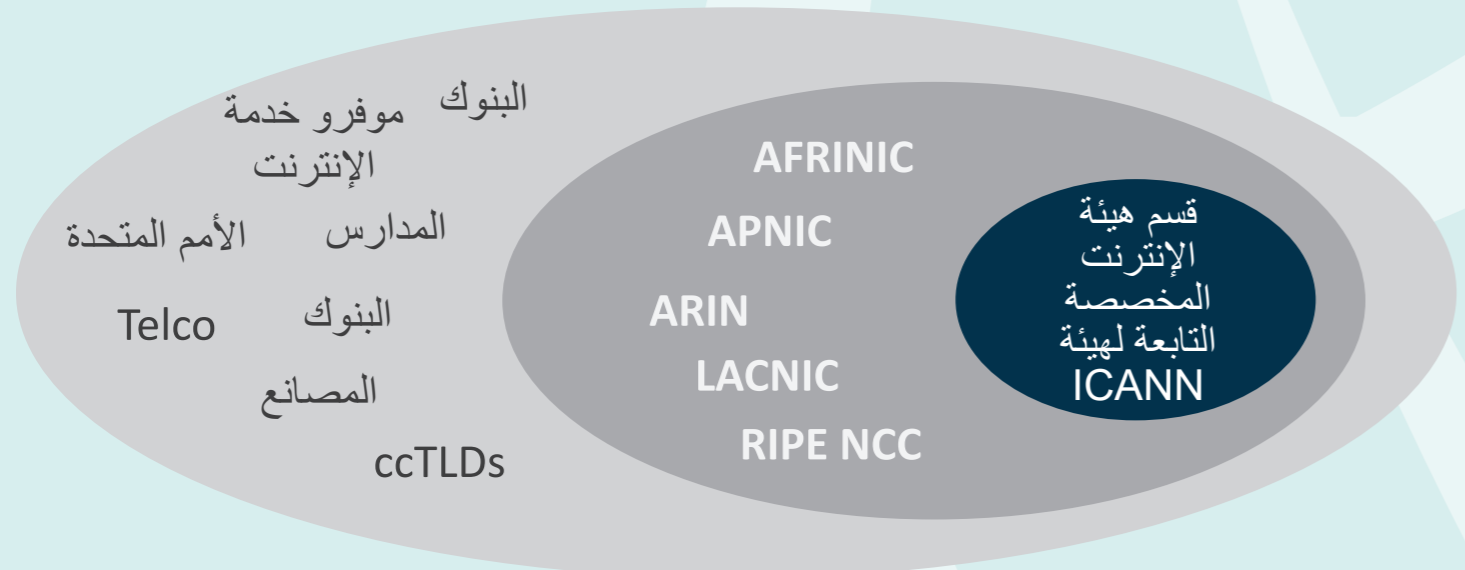 البنوك
موفرو خدمة
الإنترنت
المدارس
الأمم المتحدة
البنوك
Telco
المصانع
ccTLDs
AFRINIC
APNIC
ARIN
LACNIC
RIPE NCC
قسم هيئة
الإنترنت
المخصصة
التابعة لهيئة
ICANN